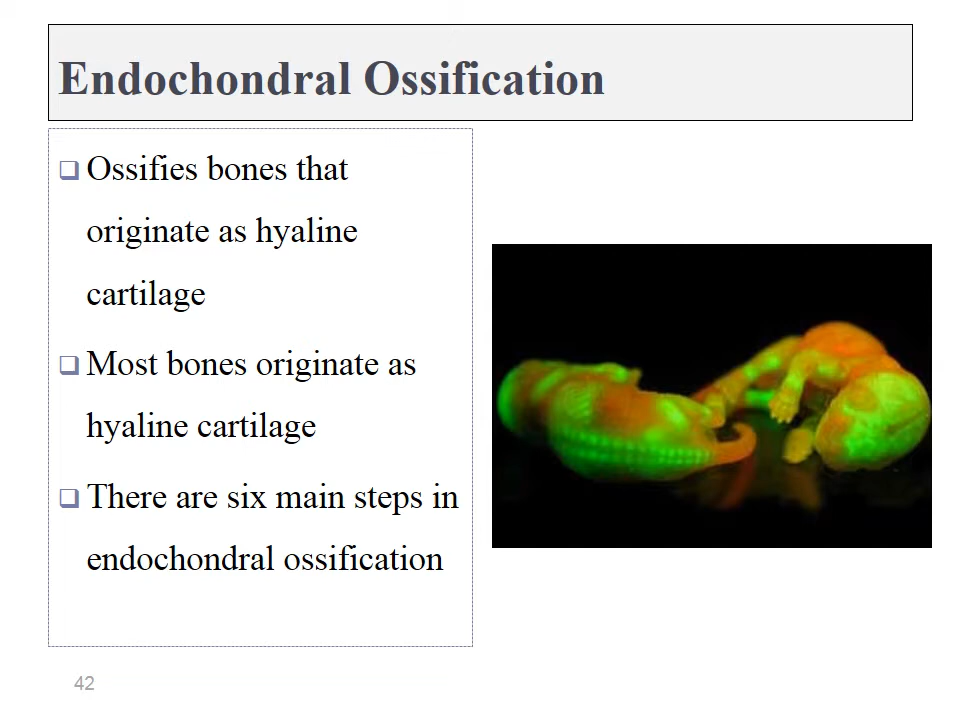 Endochondral Ossification
❑ Ossifies bones that
originate as hyaline
cartilage
❑ Most bones originate as
hyaline cartilage
❑ There are six main steps in
endochondral ossification
42